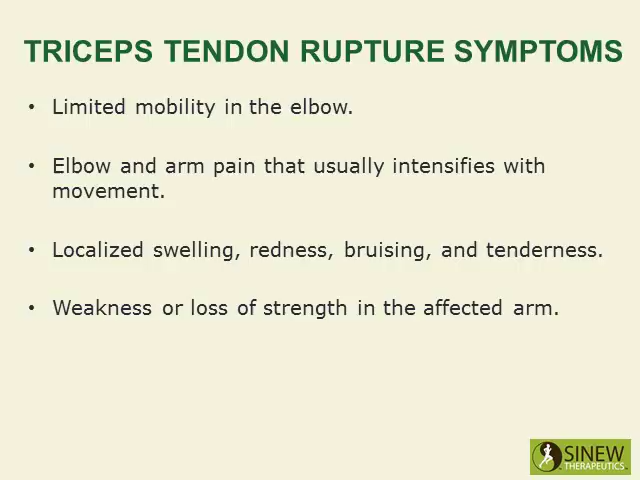 TRICEPS TENDON RUPTURE SYMPTOMS
• Limited mobility in the elbow.
• Elbow and arm pain that usually intensifies with
movement.
• Localized swelling, redness, bruising, and tenderness.
• Weakness or loss of strength in the affected arm.
SINEW
THERAPEUTICS